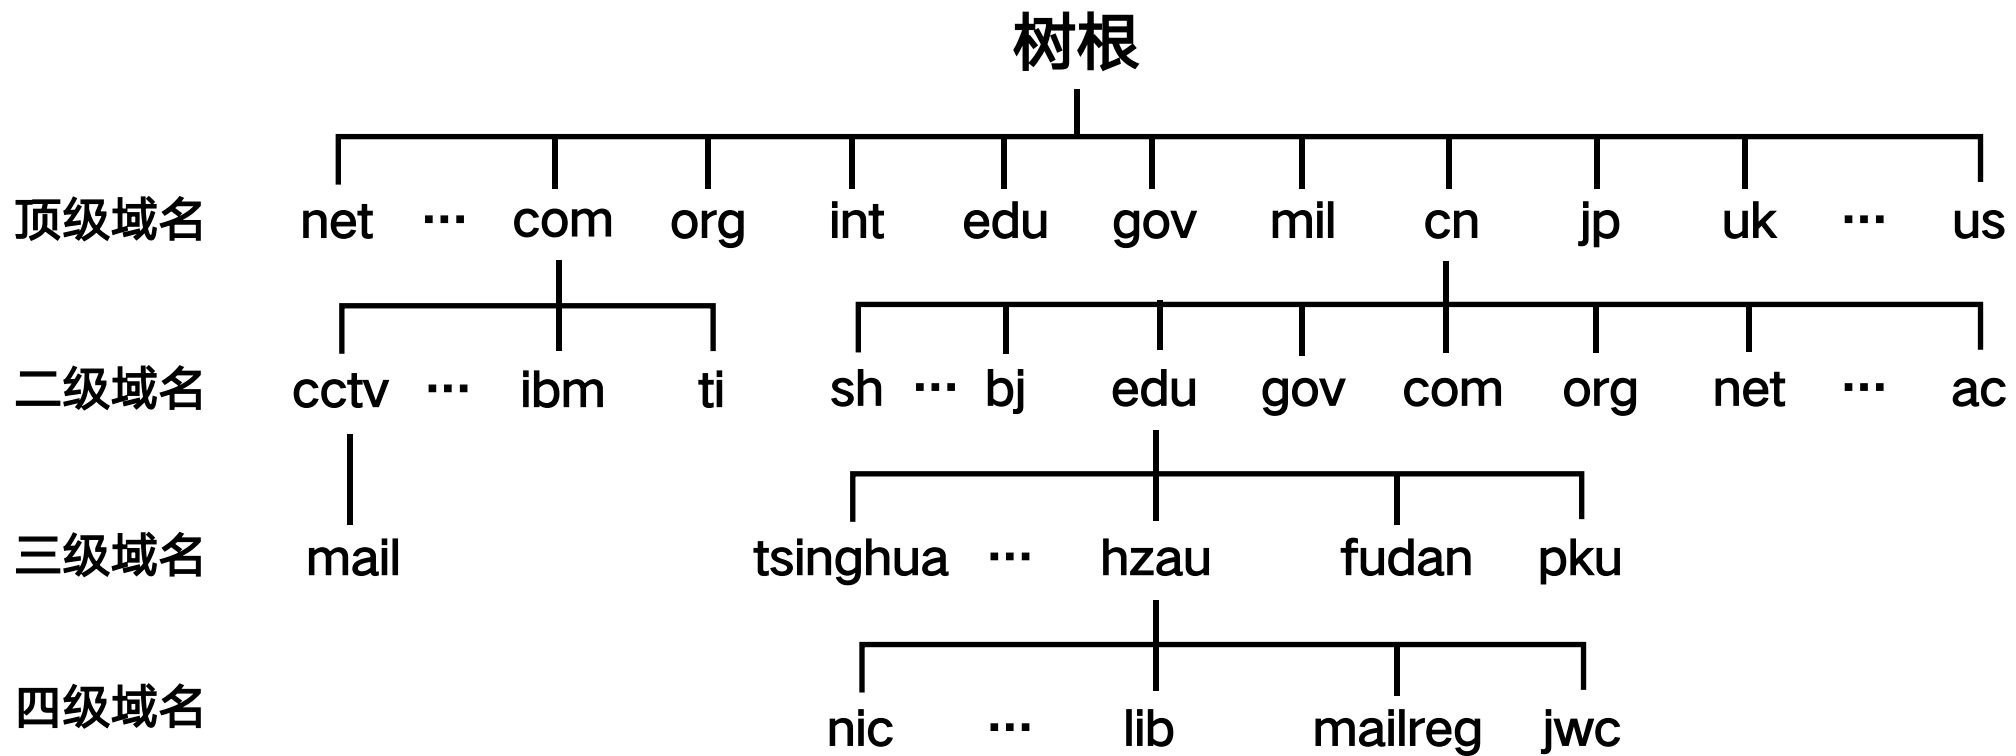 树根
顶级域名 net … com org int edu gov mil cn jp uk … us
二级域名 cctv … ibm ti sh … bj edu gov com org net … ac
三级域名 mail tsinghua … hzau fudan pku
四级域名 nic … lib mailreg jwc